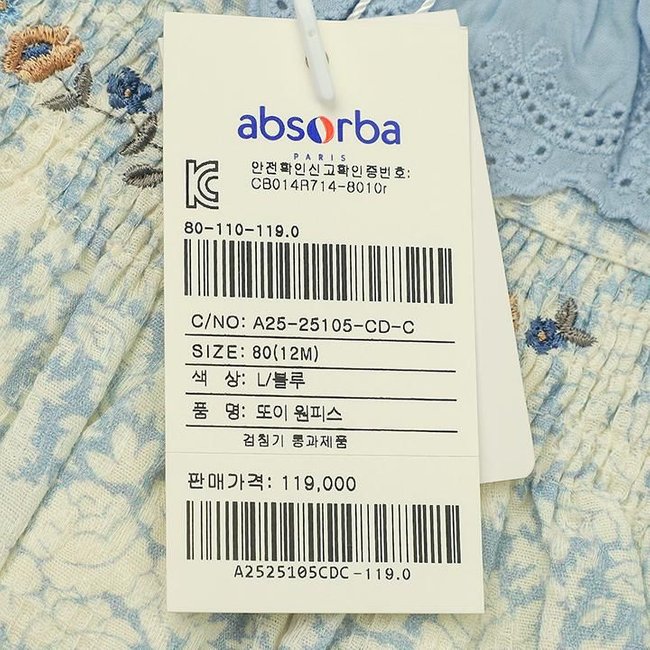 absorba
PARIS
안전확인신고확인증번호:
CB014R714-8010r
80-110-119.0
C/NO: A25-25105-CD-C
SIZE: 80(12M)
색 상: L/블루
품 명: 또이 원피스
검침기 통과제품
판매가격: 119,000
A2525105CDC-119.0